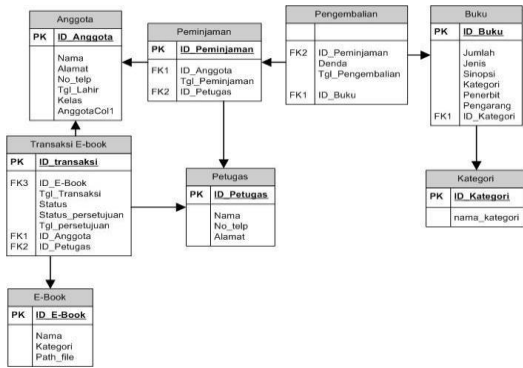 Anggota
PK ID_Anggota
Nama
Alamat
No_telp
Tgl_Lahir
Kelas
AnggotaCol1
Peminjaman
PK ID_Peminjaman
FK1 ID_Anggota
Tgl_Peminjaman
FK2 ID_Petugas
Pengembalian
FK2 ID_Peminjaman
Denda
Tgl_Pengembalian
FK1 ID_Buku
Buku
PK ID_Buku
Jumlah
Jenis
Sinopsi
Kategori
Penerbit
Pengarang
FK1 ID_Kategori
Transaksi E-book
PK ID_transaksi
FK3 ID_E-Book
Tgl_Transaksi
Status
Status_persetujuan
Tgl_persetujuan
FK1 ID_Anggota
FK2 ID_Petugas
Petugas
PK ID_Petugas
Nama
No_telp
Alamat
Kategori
PK ID_Kategori
nama_kategori
E-Book
PK ID_E-Book
Nama
Kategori
Path_file